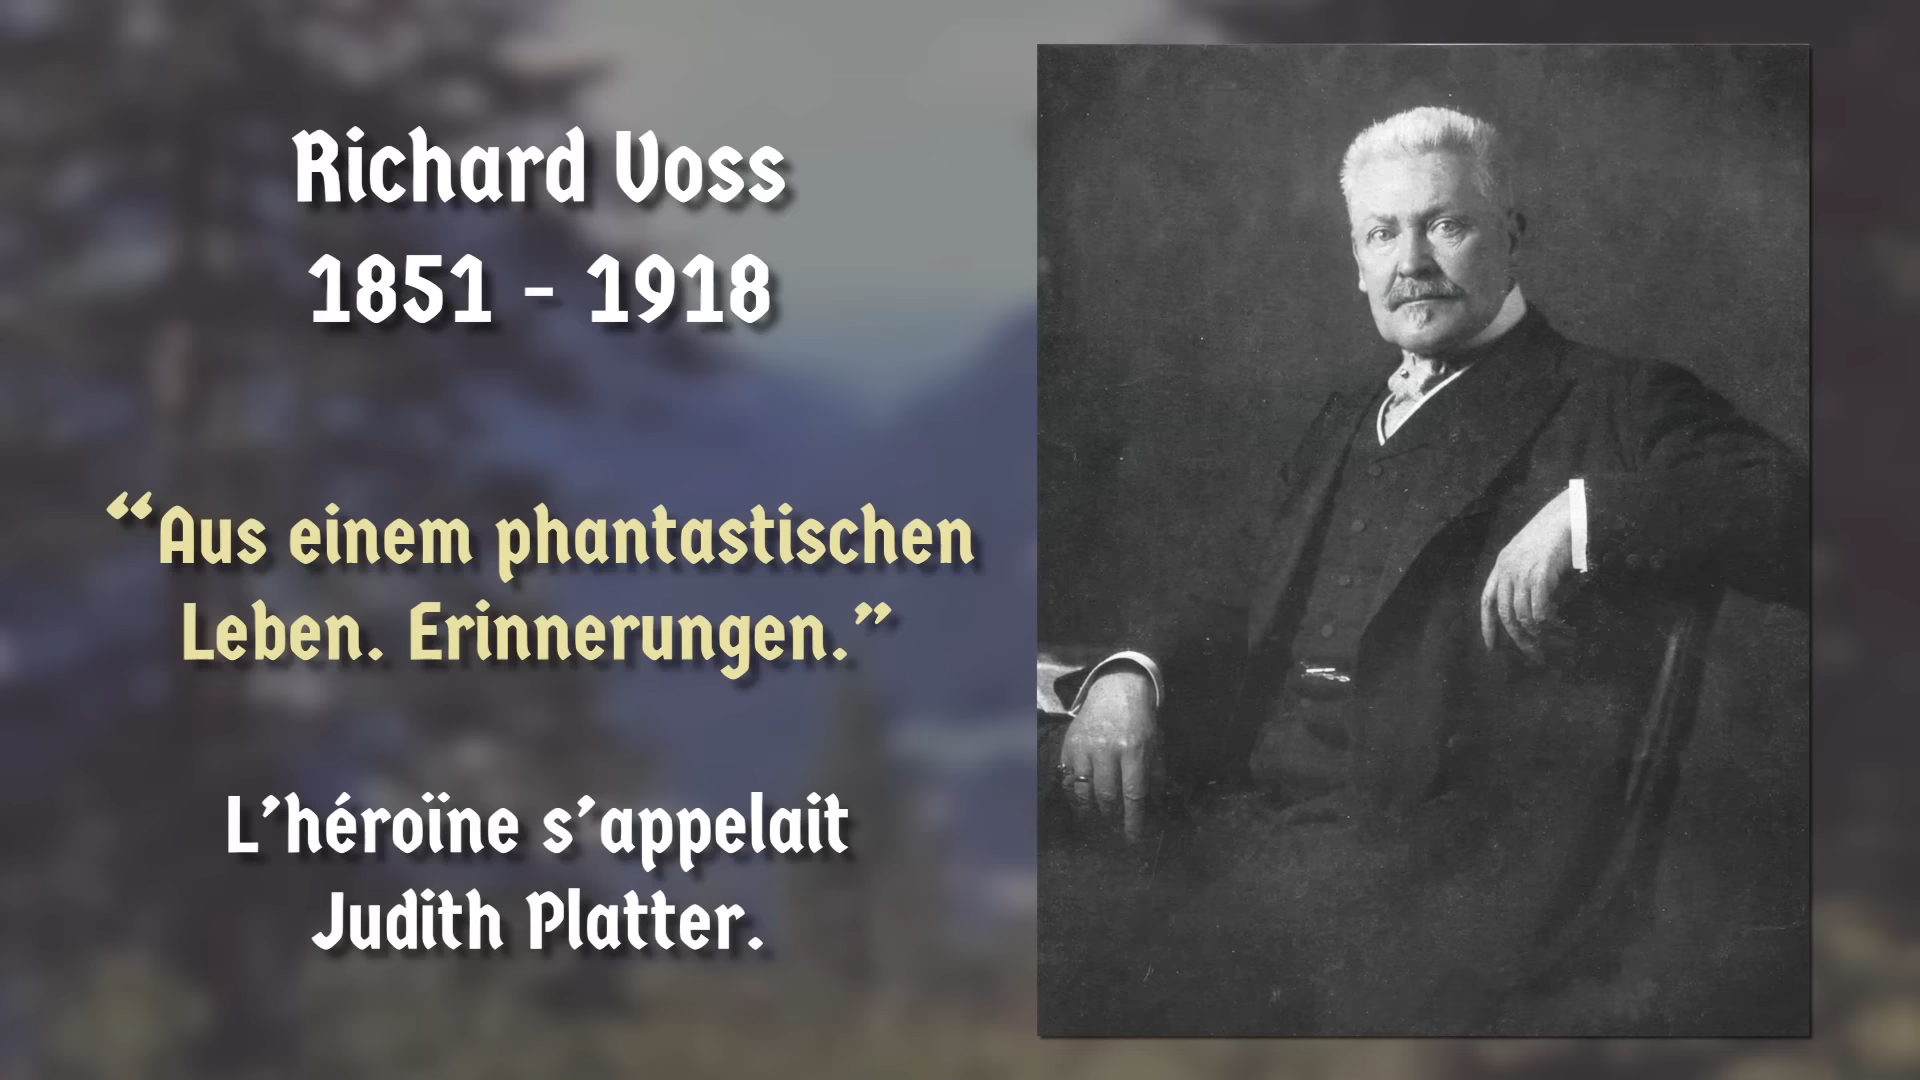 Richard Voss
1851 - 1918
“Aus einem phantastischen
Leben. Erinnerungen.”
L’héroïne s’appelait
Judith Platter.